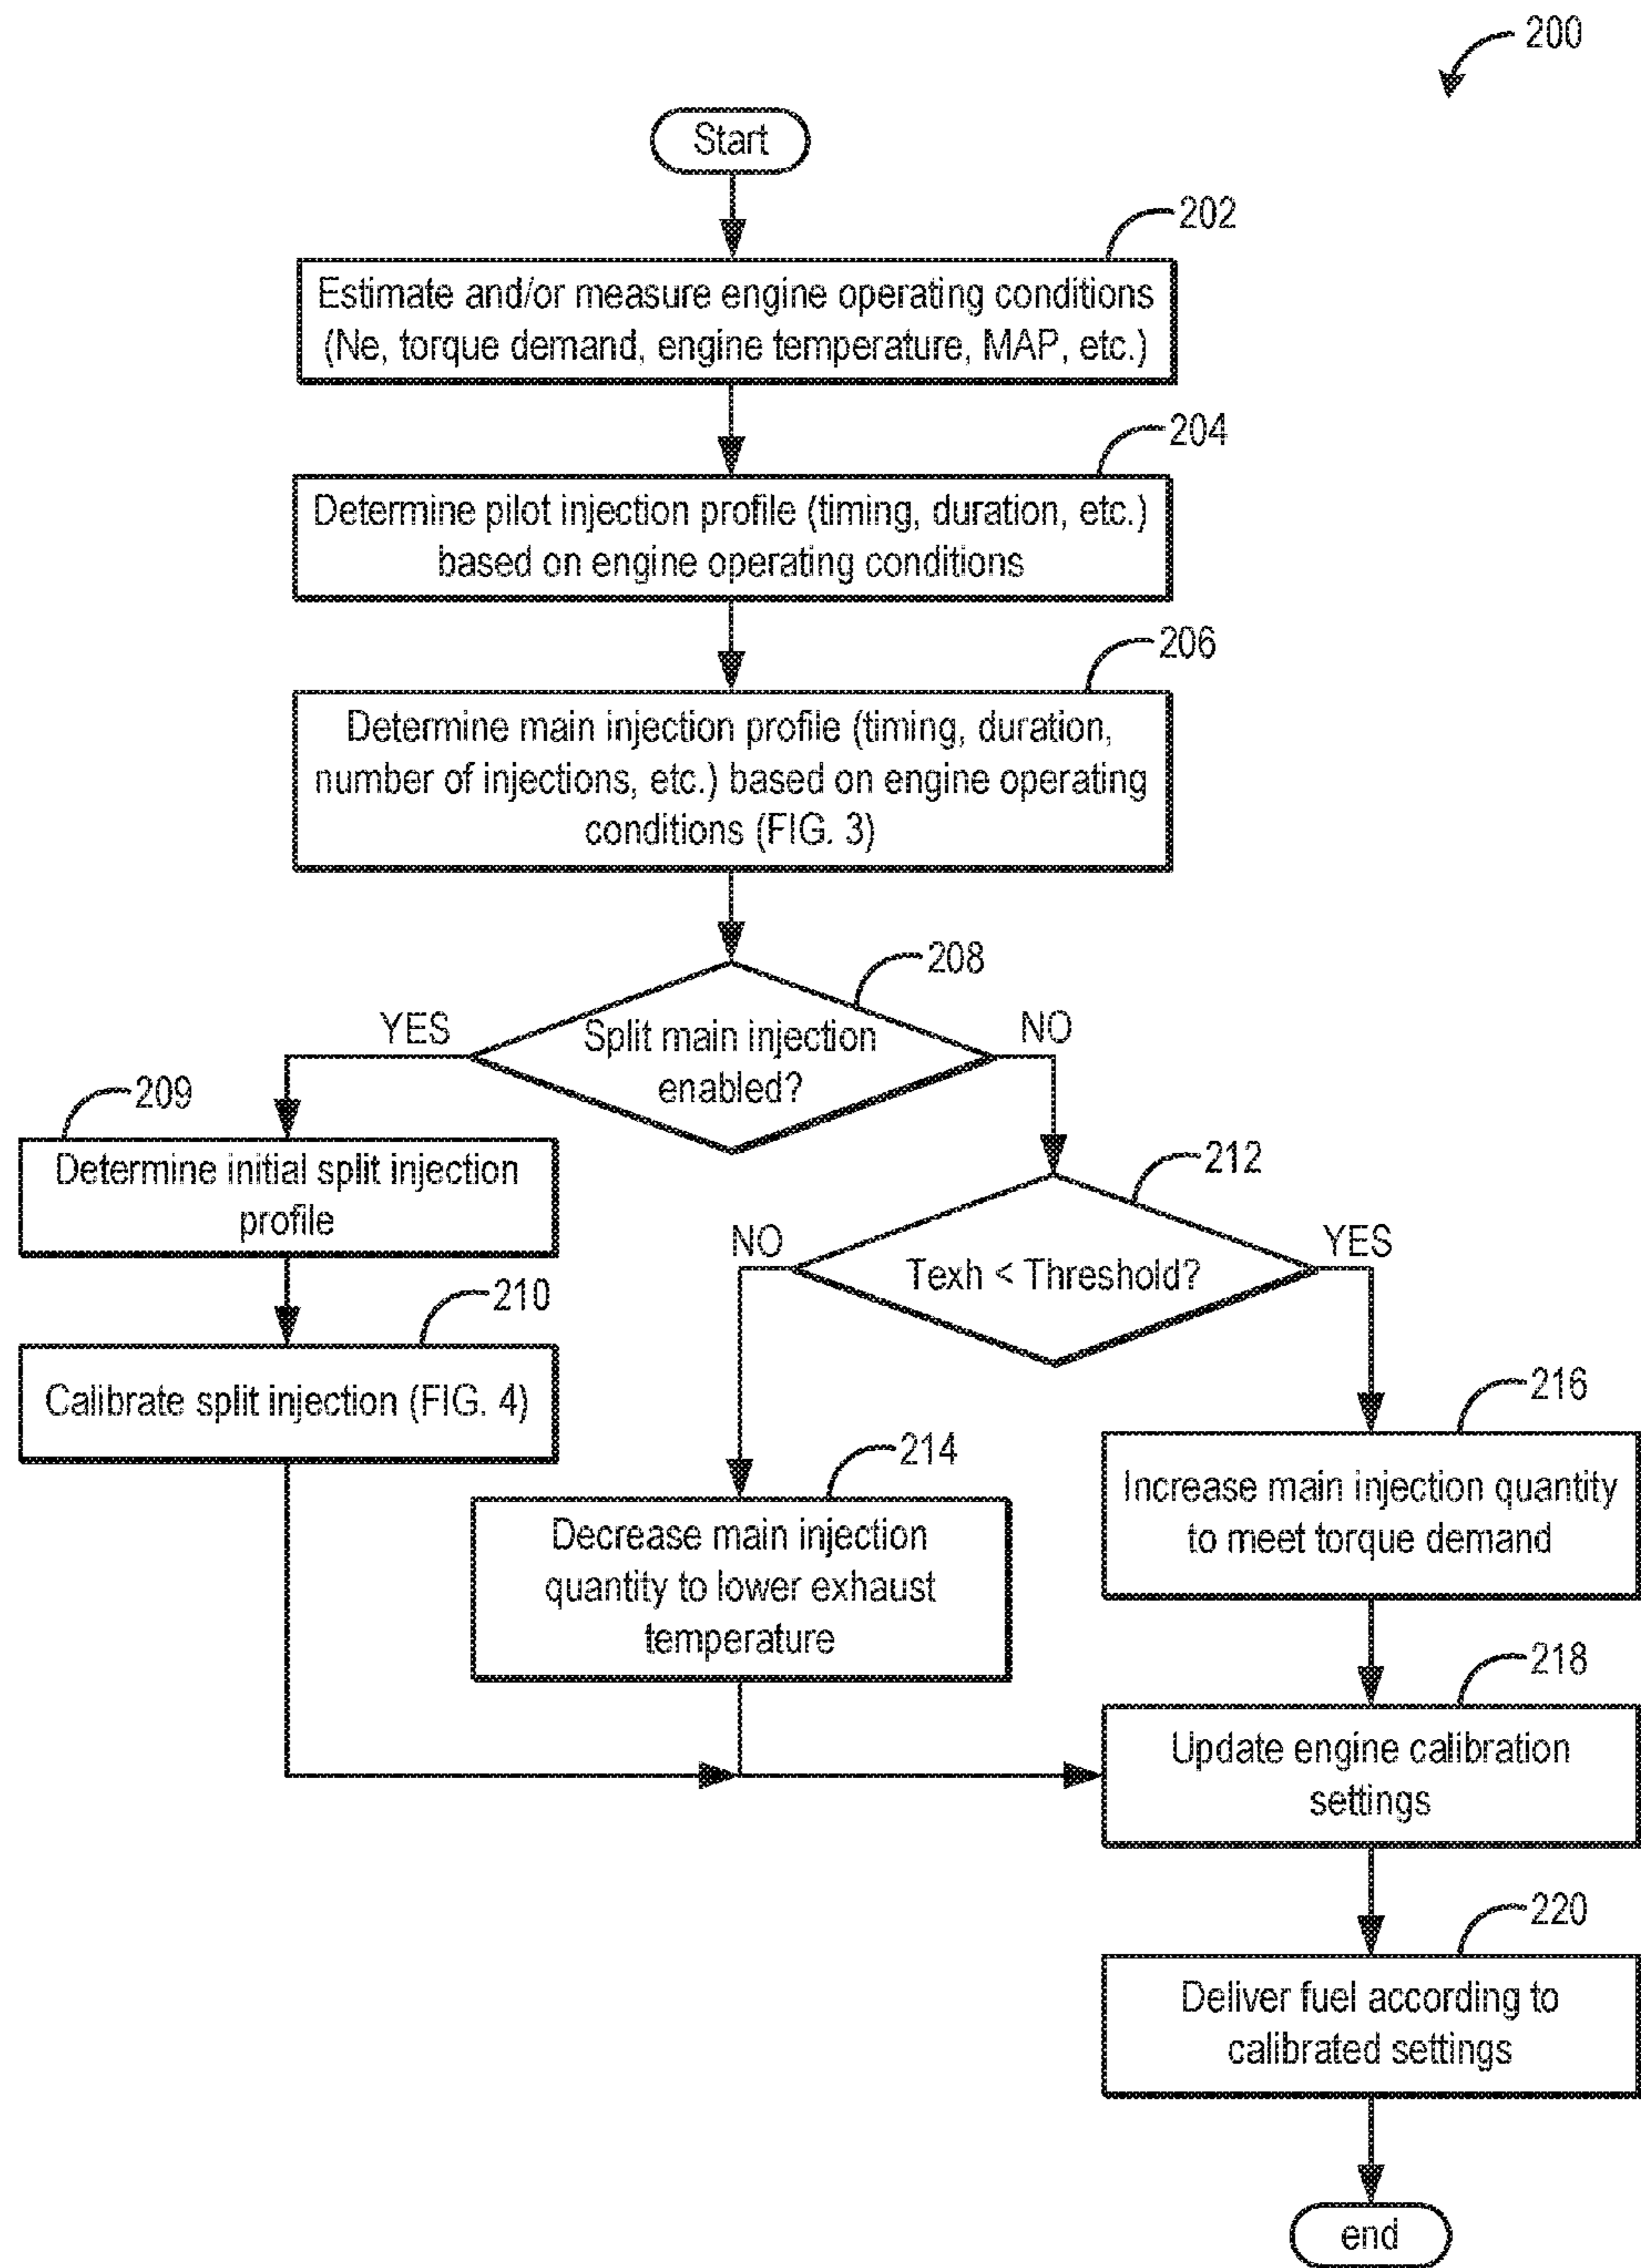 200
Start
202
Estimate and/or measure engine operating conditions
(Ne, torque demand, engine temperature, MAP, etc.)
204
Determine pilot injection profile (timing, duration, etc.)
based on engine operating conditions
206
Determine main injection profile (timing, duration,
number of injections, etc.) based on engine operating
conditions (FIG. 3)
208
YES
Split main injection
enabled?
NO
209
Determine initial split injection
profile
212
NO
Texh < Threshold?
YES
210
Calibrate split injection (FIG. 4)
214
Decrease main injection
quantity to lower exhaust
temperature
216
Increase main injection quantity
to meet torque demand
218
Update engine calibration
settings
220
Deliver fuel according to
calibrated settings
end